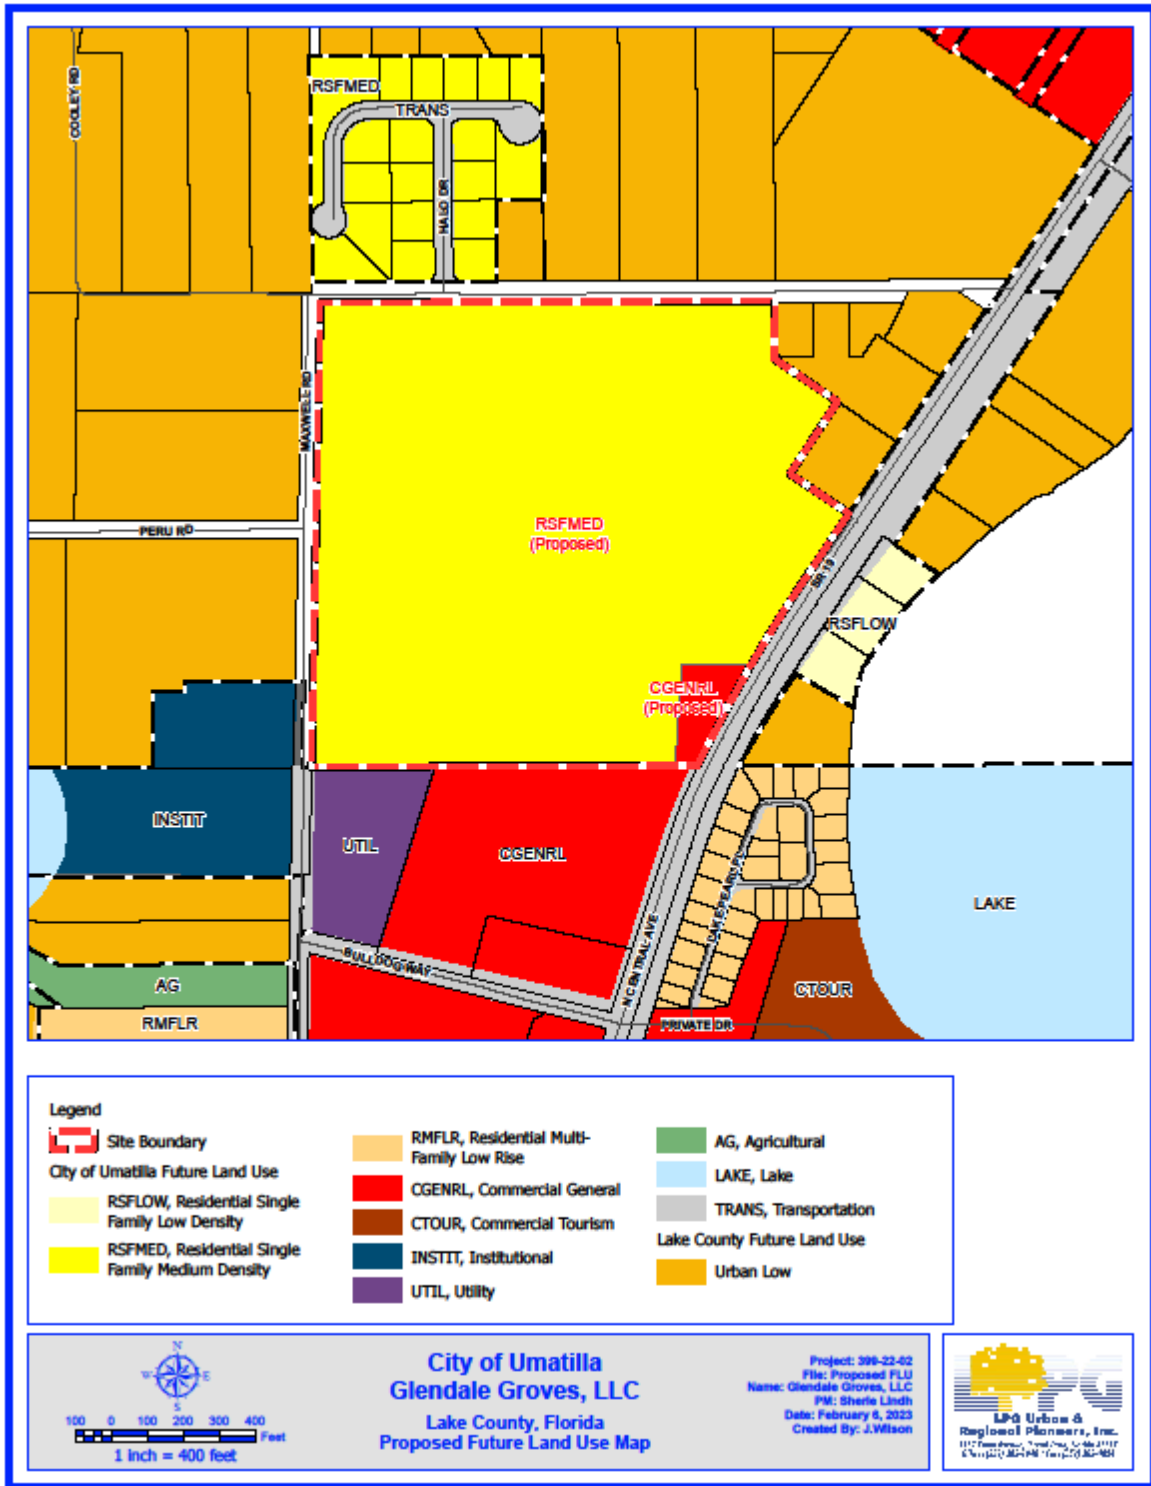 COOLEY RD
RSFMED
TRANS
HALO DR
MAXWELL RD
PERU RD
RSFMED
(Proposed)
SR 19
RSFLOW
CGENRL
(Proposed)
INSTIT
UTIL
CGENRL
LAKE PEARL PL
LAKE
N CENTRAL AVE
BULLDOG WAY
AG
CTOUR
RMFLR
PRIVATE DR
Legend
Site Boundary
City of Umatilla Future Land Use
RSFLOW, Residential Single
Family Low Density
RSFMED, Residential Single
Family Medium Density
RMFLR, Residential Multi-
Family Low Rise
CGENRL, Commercial General
CTOUR, Commercial Tourism
INSTIT, Institutional
UTIL, Utility
AG, Agricultural
LAKE, Lake
TRANS, Transportation
Lake County Future Land Use
Urban Low
N
W E
S
100 0 100 200 300 400
Feet
1 inch = 400 feet
City of Umatilla
Glendale Groves, LLC
Lake County, Florida
Proposed Future Land Use Map
Project: 399-22-02
File: Proposed FLU
Name: Glendale Groves, LLC
PM: Sherie Lindh
Date: February 6, 2023
Created By: J.Wilson
LPG
LPG Urban &
Regional Planners, Inc.